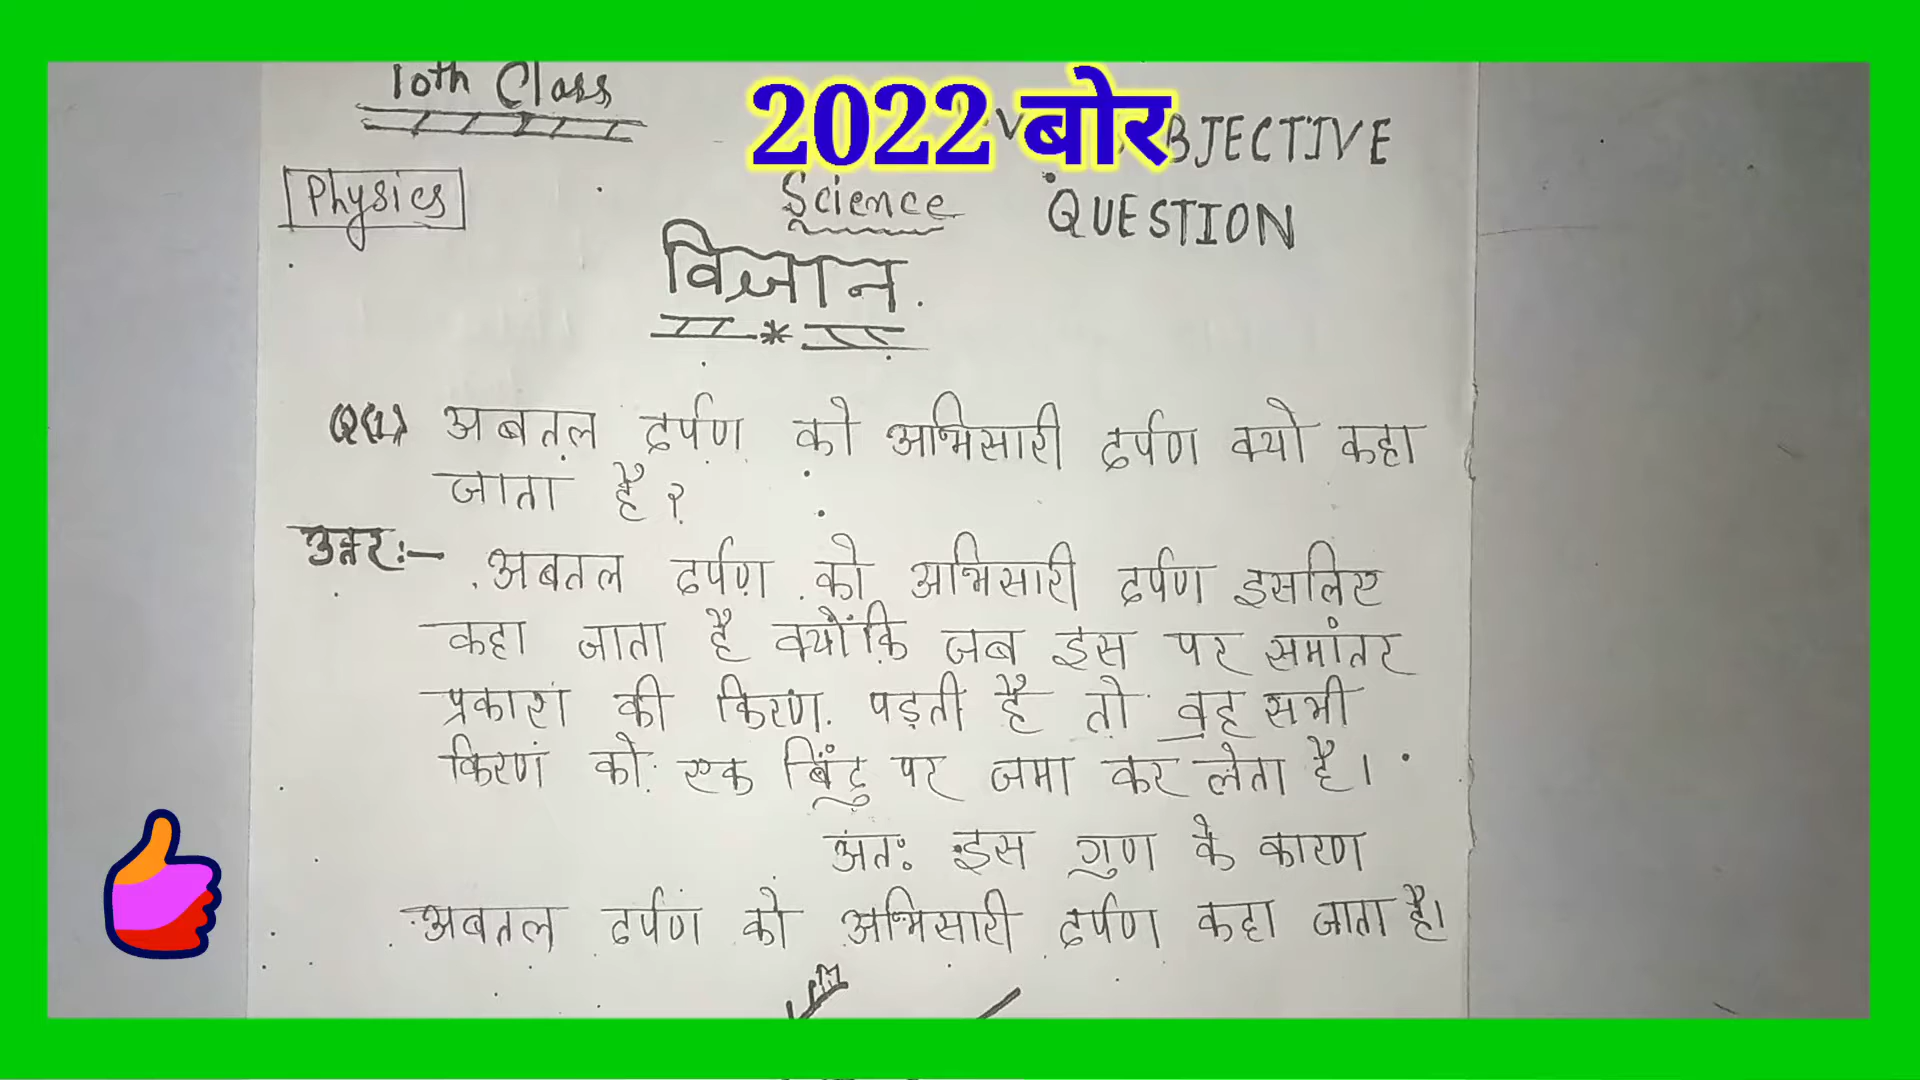 10th Class
2022 बोर
BJECTIVE
Physics
Science
QUESTION
विज्ञान.
Q(1) अबतल दर्पण को अभिसारी दर्पण क्यो कहा
जाता है ?
उत्तर:- अबतल दर्पण को अभिसारी दर्पण इसलिए
कहा जाता है क्योंकि जब इस पर समांतर
प्रकाश की किरण पड़ती है तो वह सभी
किरण को एक बिंदु पर जमा कर लेता है।
अंत: इस गुण के कारण
अबतल दर्पण को अभिसारी दर्पण कहा जाता है।